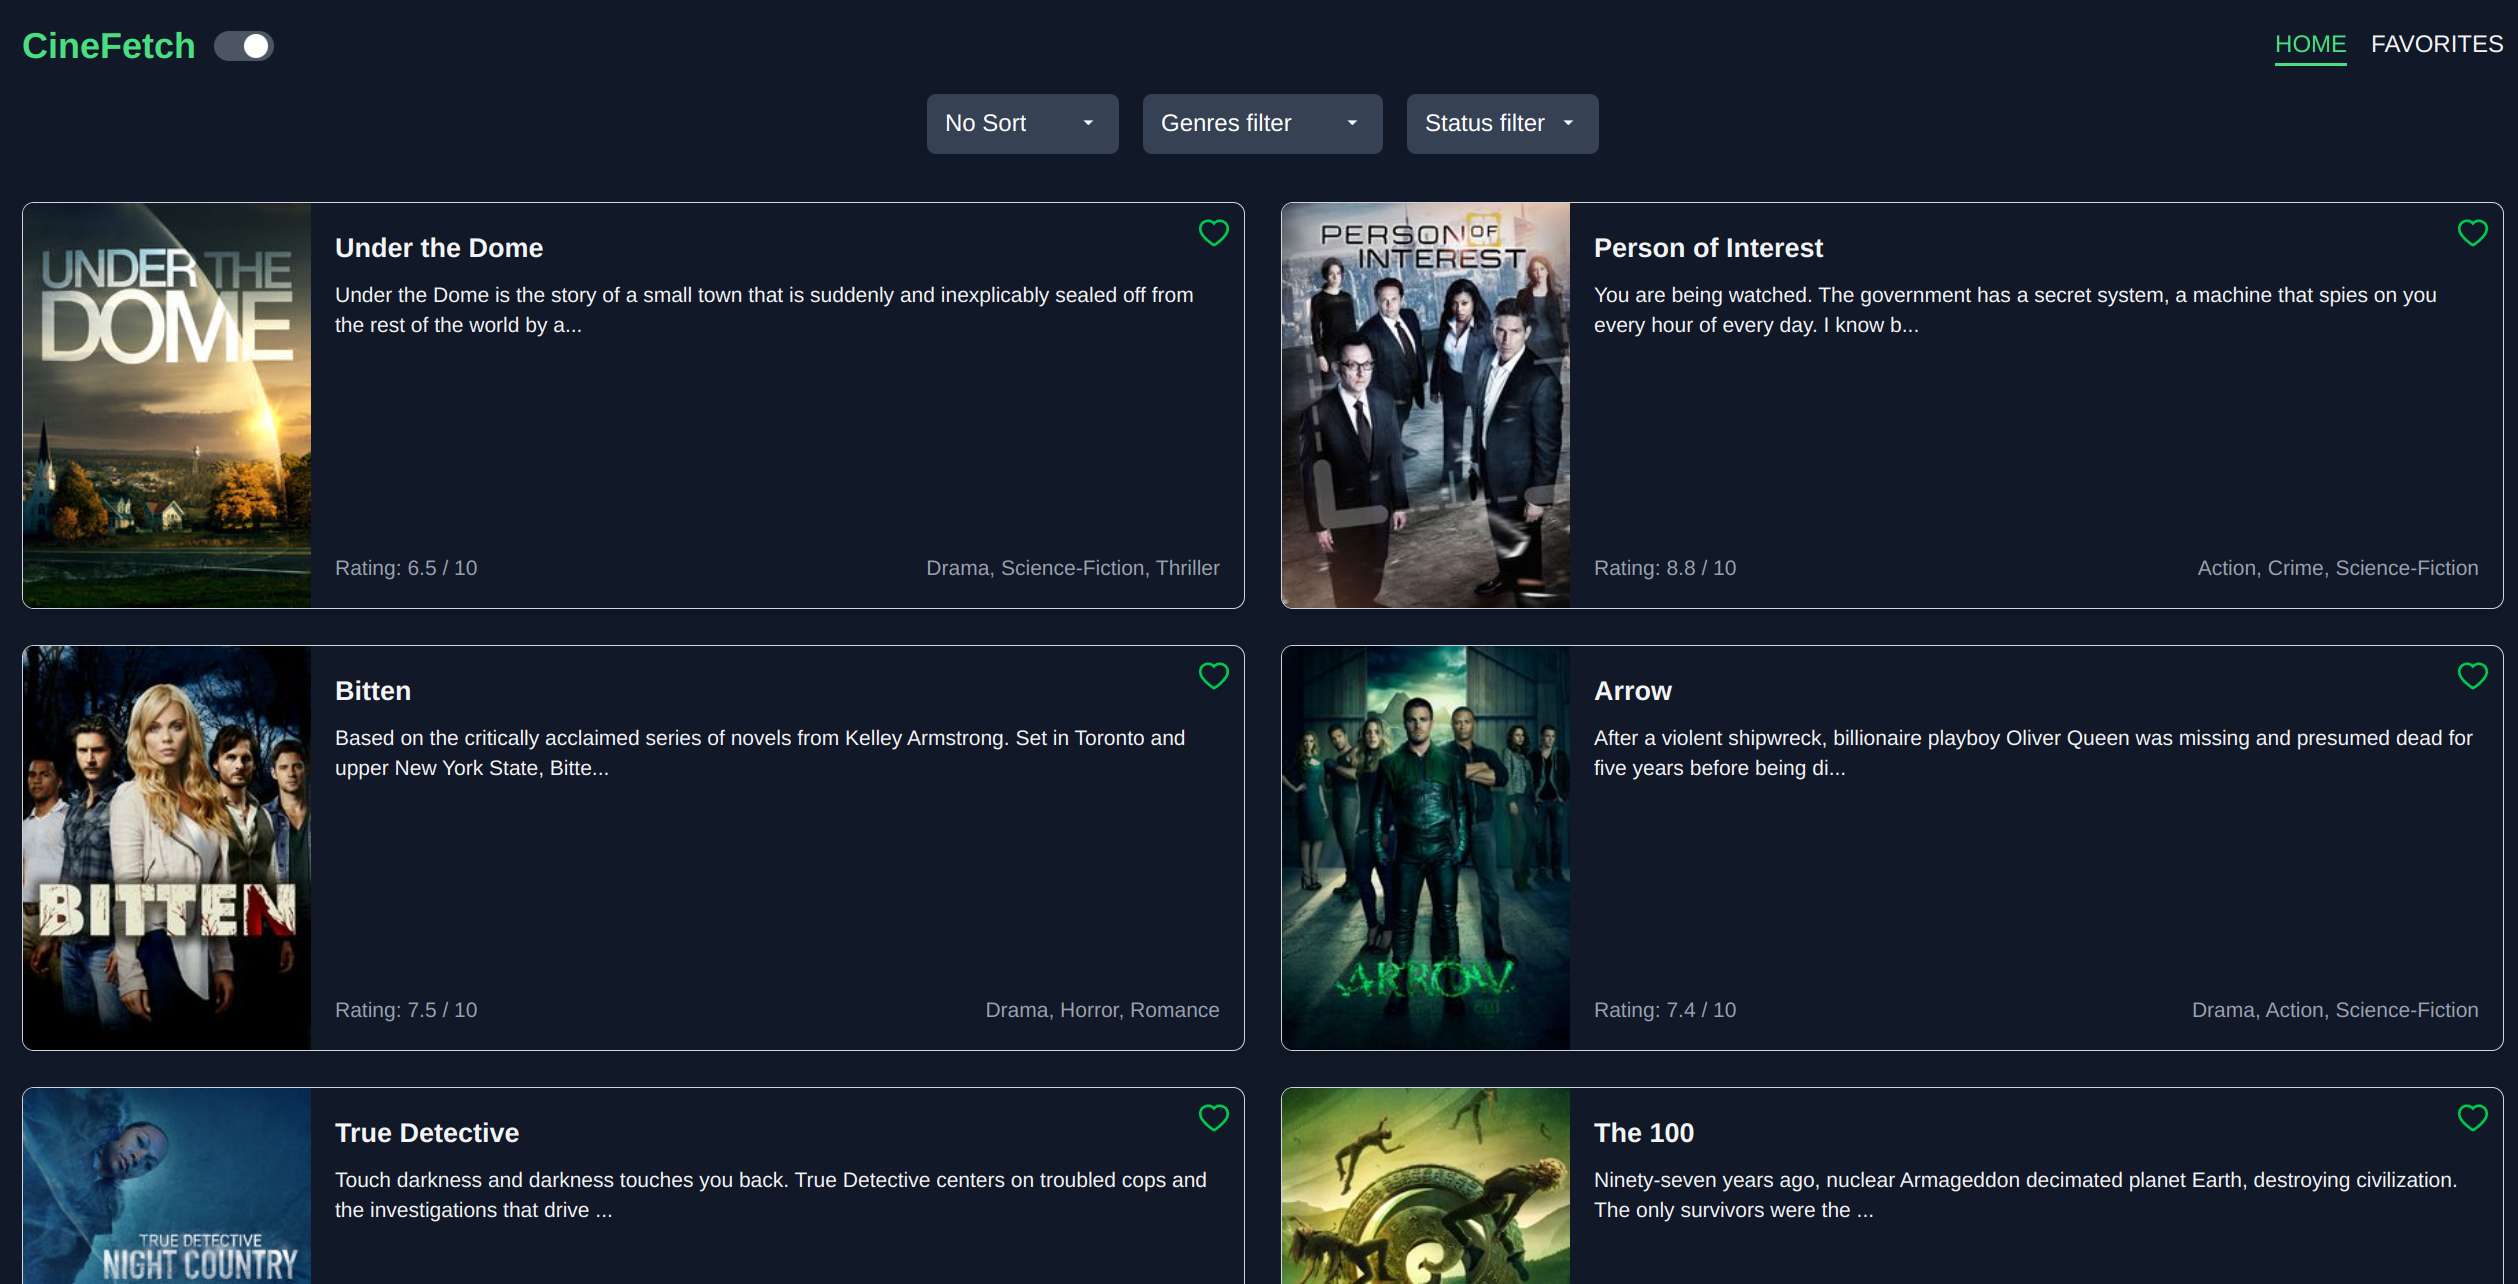 CineFetch
HOME FAVORITES
No Sort Genres filter Status filter
UNDER THE
DOME
Under the Dome
Under the Dome is the story of a small town that is suddenly and inexplicably sealed off from
the rest of the world by a...
Rating: 6.5 / 10 Drama, Science-Fiction, Thriller
PERSON OF
INTEREST
Person of Interest
You are being watched. The government has a secret system, a machine that spies on you
every hour of every day. I know b...
Rating: 8.8 / 10 Action, Crime, Science-Fiction
BITTEN
Bitten
Based on the critically acclaimed series of novels from Kelley Armstrong. Set in Toronto and
upper New York State, Bitte...
Rating: 7.5 / 10 Drama, Horror, Romance
ARROW
CW
Arrow
After a violent shipwreck, billionaire playboy Oliver Queen was missing and presumed dead for
five years before being di...
Rating: 7.4 / 10 Drama, Action, Science-Fiction
TRUE DETECTIVE
NIGHT COUNTRY
True Detective
Touch darkness and darkness touches you back. True Detective centers on troubled cops and
the investigations that drive ...
The 100
Ninety-seven years ago, nuclear Armageddon decimated planet Earth, destroying civilization.
The only survivors were the ...